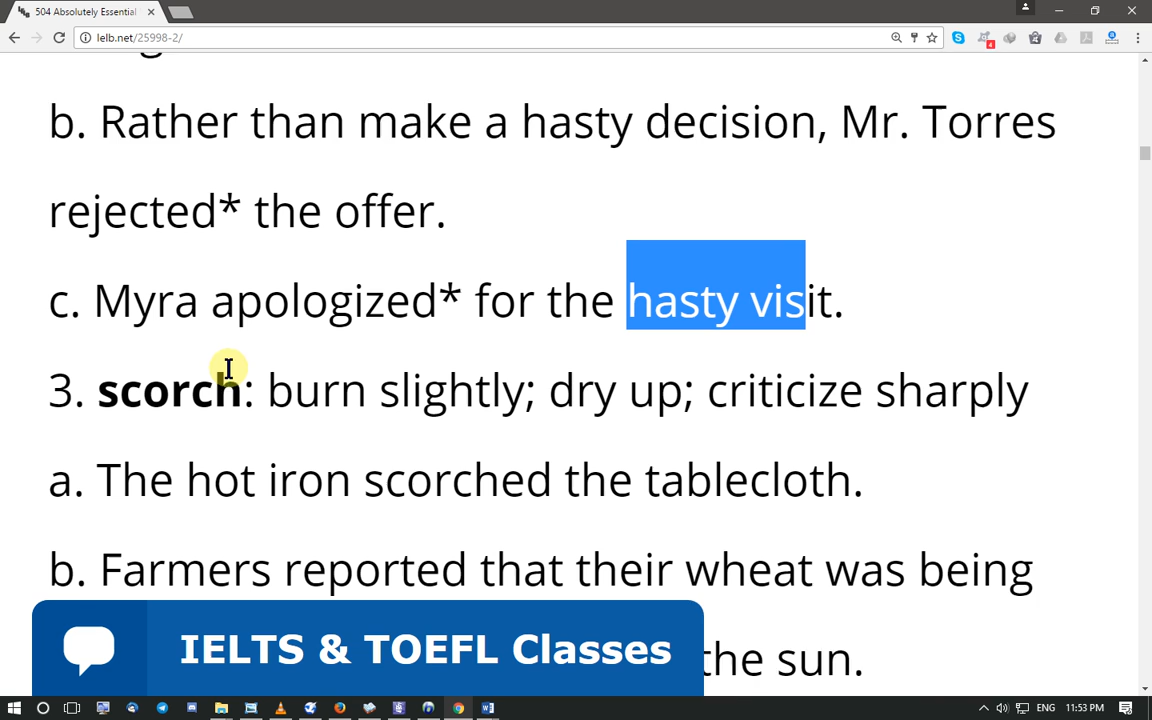 504 Absolutely Essential
lelb.net/25998-2/
b. Rather than make a hasty decision, Mr. Torres
rejected* the offer.
c. Myra apologized* for the hasty visit.
3. scorch: burn slightly; dry up; criticize sharply
a. The hot iron scorched the tablecloth.
b. Farmers reported that their wheat was being
the sun.
IELTS & TOEFL Classes
ENG 11:53 PM